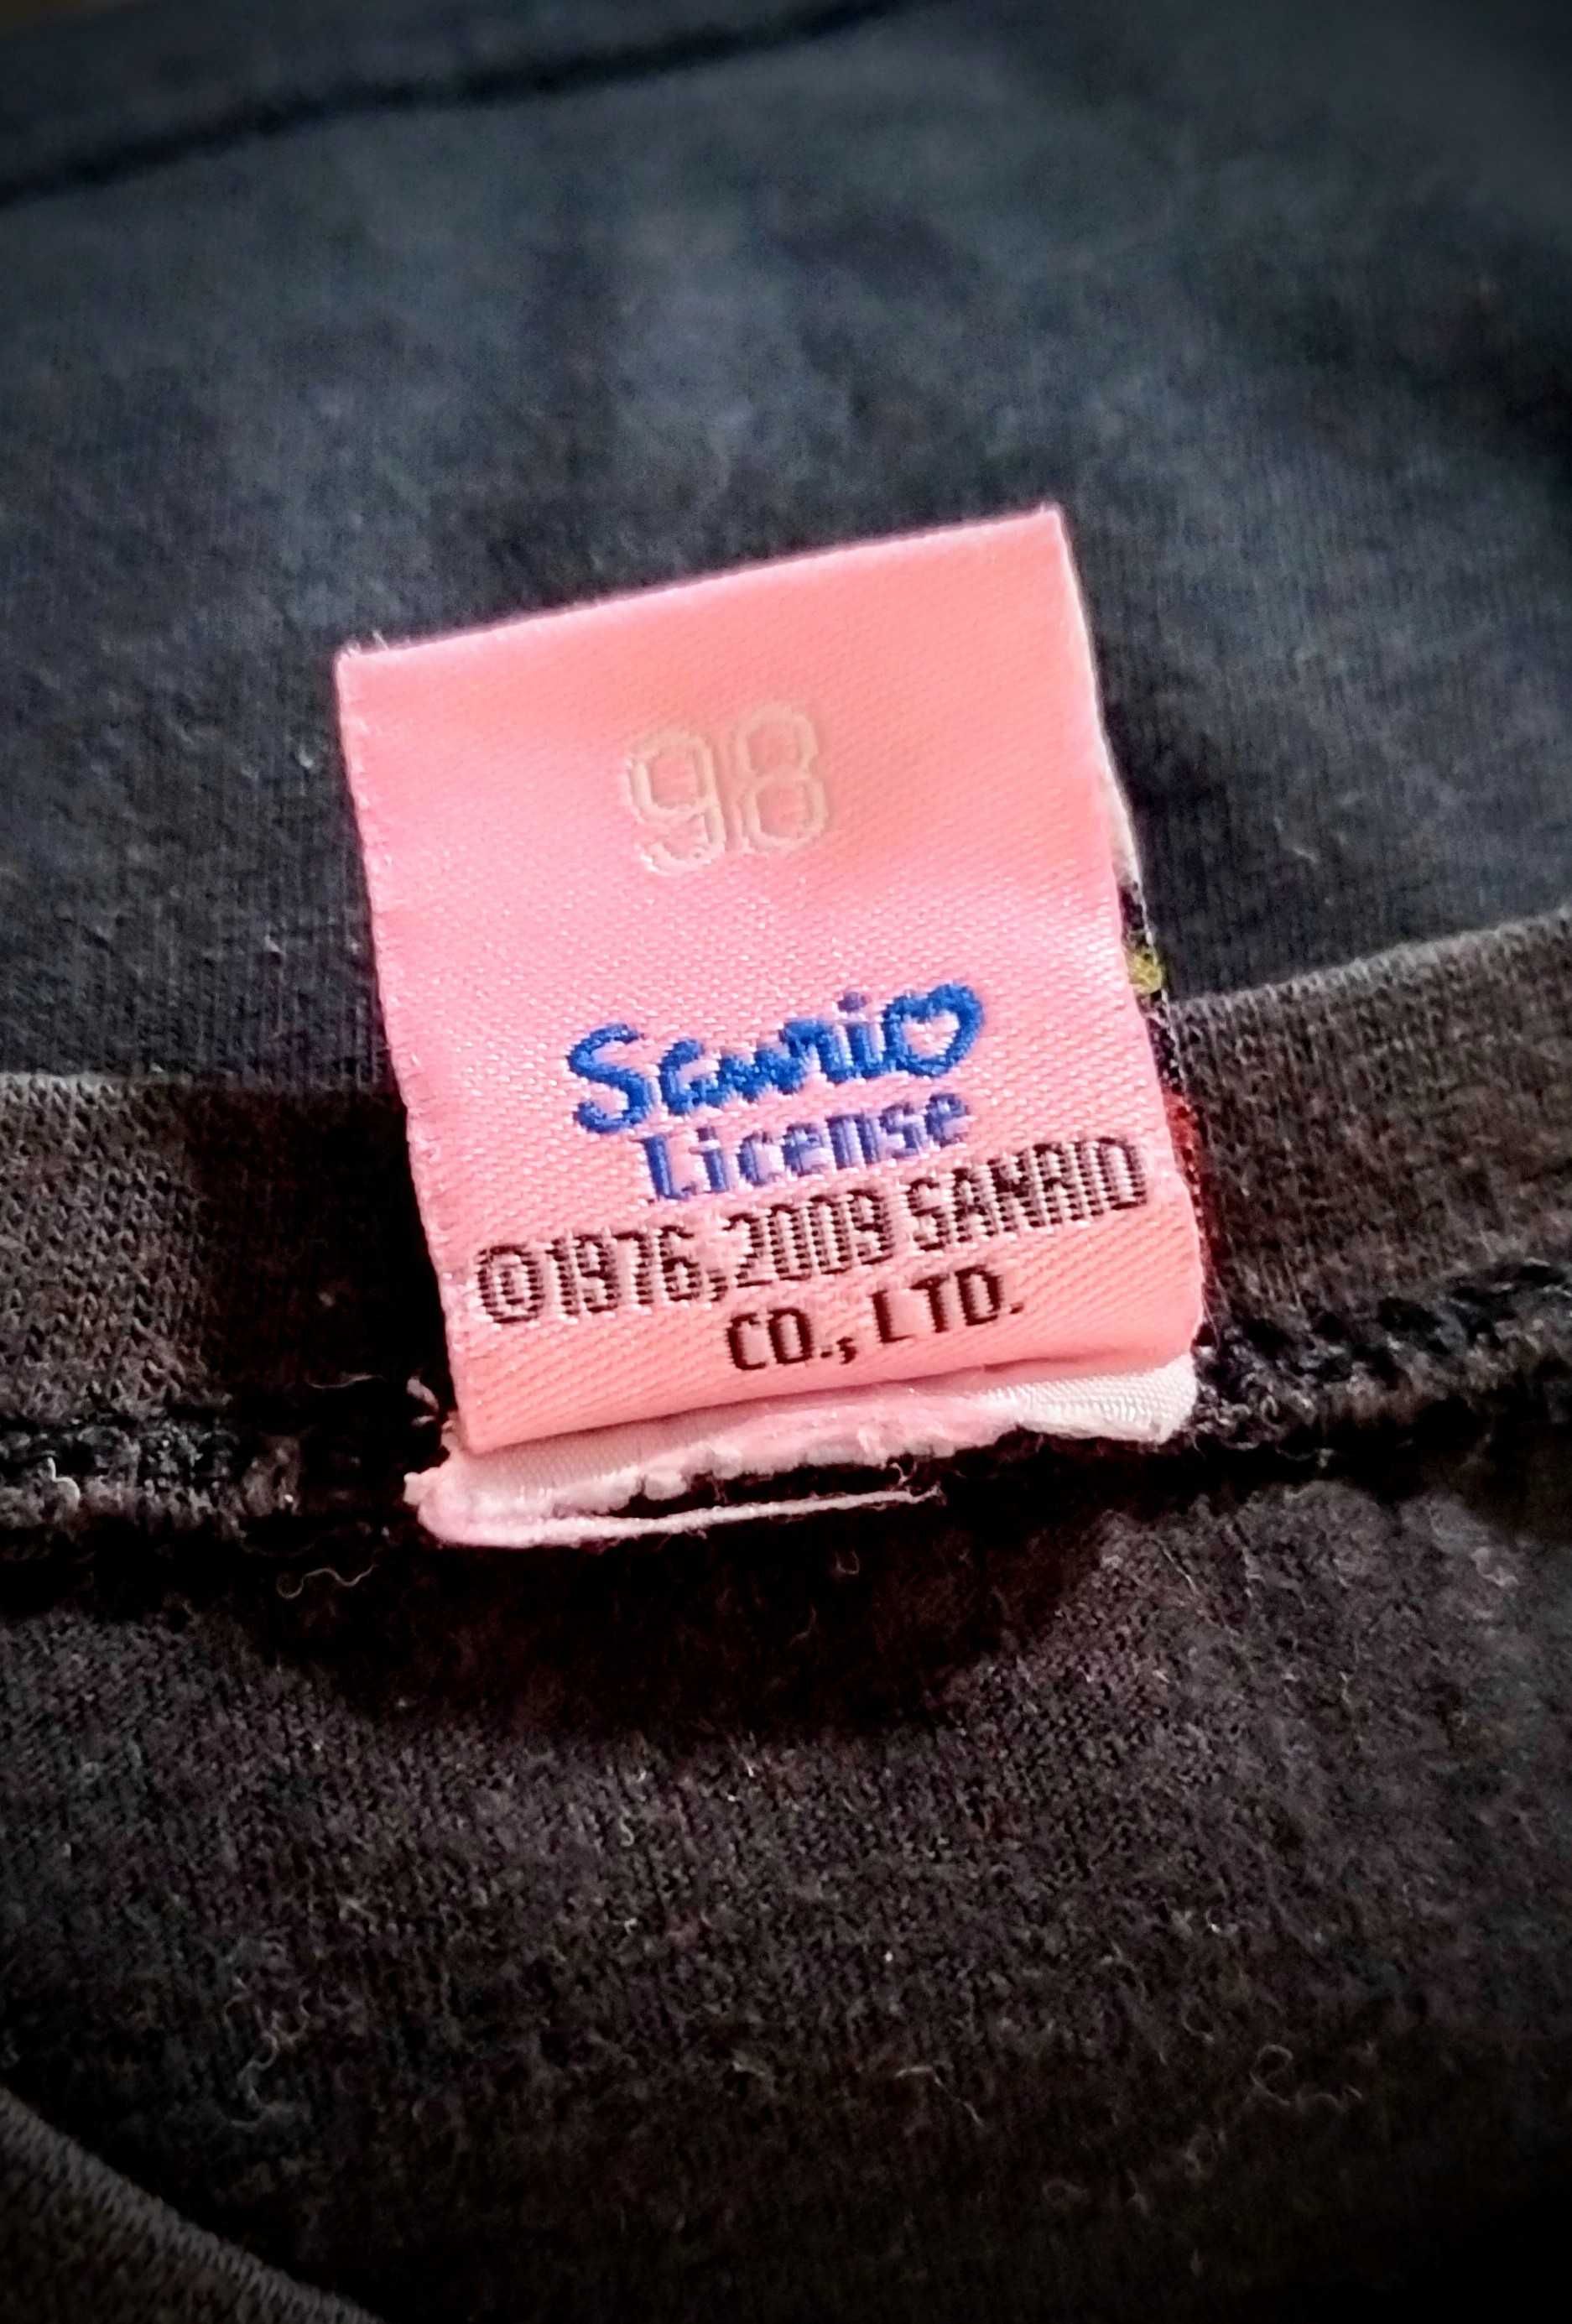 98
Sanrio
License
©1976,2009 SANRIO
CO., LTD.